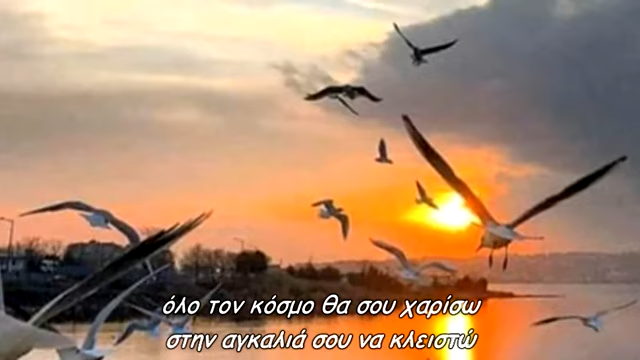 όλο τον κόσμο θα σου χαρίσω
στην αγκαλιά σου να κλειστώ